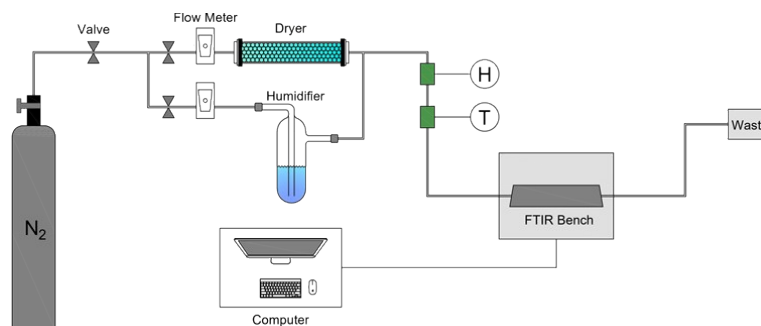 Flow Meter
Valve
Dryer
Humidifier
H
T
N₂
Wast
FTIR Bench
Computer